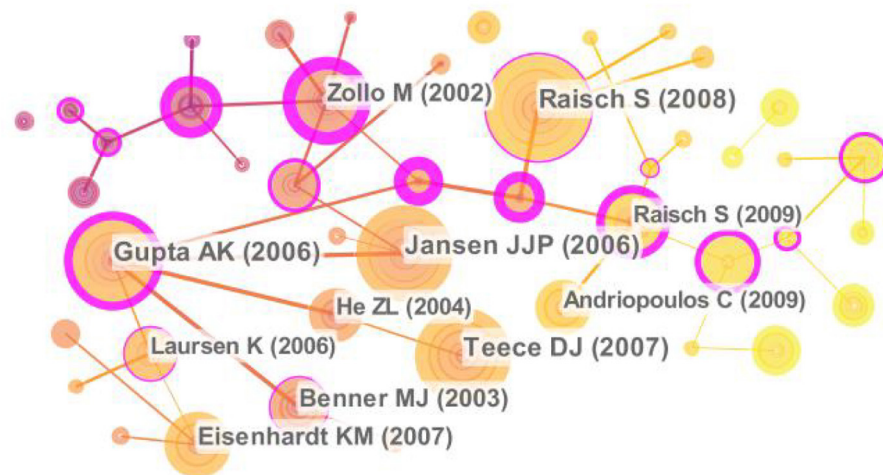 Zollo M (2002)
Raisch S (2008)
Raisch S (2009)
Gupta AK (2006)
Jansen JJP (2006)
He ZL (2004)
Andriopoulos C (2009)
Laursen K (2006)
Teece DJ (2007)
Benner MJ (2003)
Eisenhardt KM (2007)